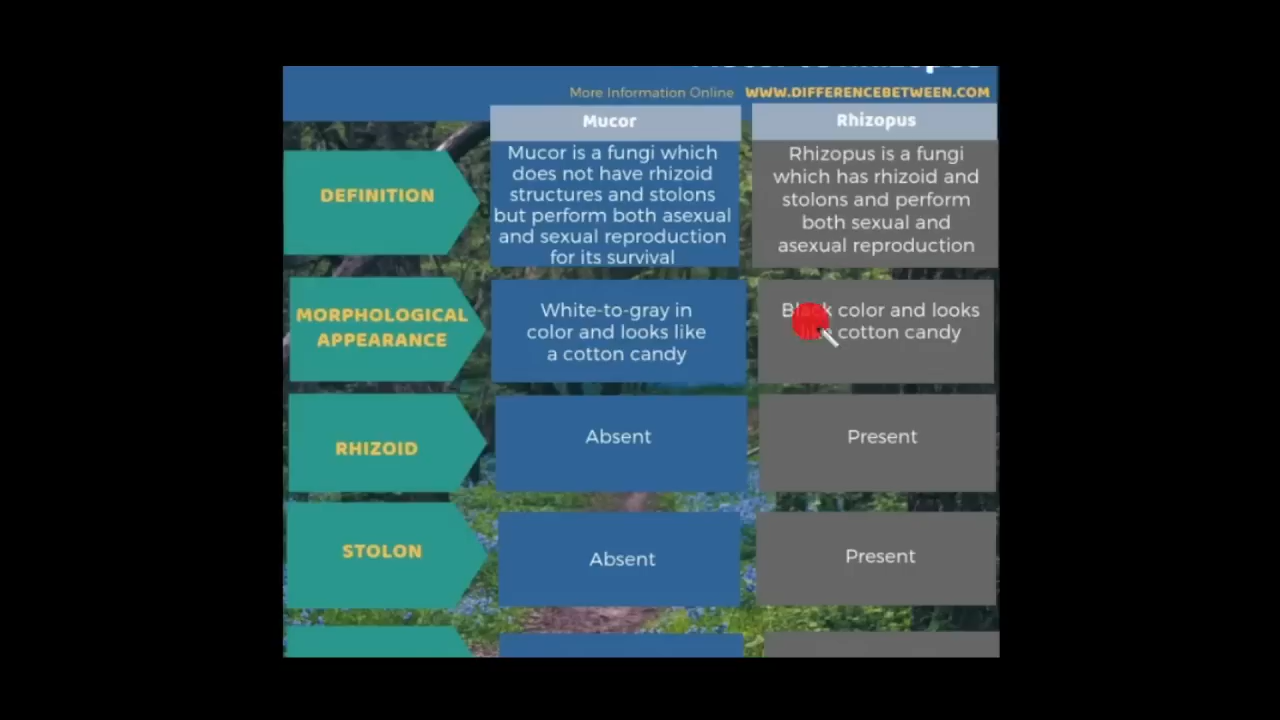 More Information Online WWW.DIFFERENCEBETWEEN.COM
Mucor
Rhizopus
DEFINITION
Mucor is a fungi which
does not have rhizoid
structures and stolons
but perform both asexual
and sexual reproduction
for its survival
Rhizopus is a fungi
which has rhizoid and
stolons and perform
both sexual and
asexual reproduction
MORPHOLOGICAL
APPEARANCE
White-to-gray in
color and looks like
a cotton candy
Black color and looks
like cotton candy
RHIZOID
Absent
Present
STOLON
Absent
Present